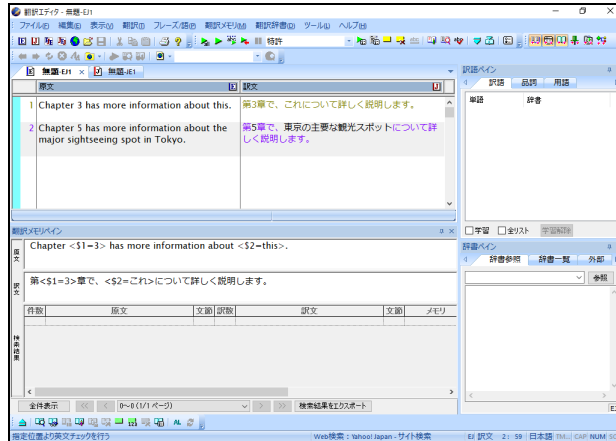 翻訳エディタ - 無題-EJ1
ファイル(F) 編集(E) 表示(V) 翻訳(T) フレーズ/語(P) 翻訳メモリ(M) 翻訳辞書(D) ツール(L) ヘルプ(H)
特許
無題-EJ1 × 無題-JE1
原文 E 訳文 J
1 Chapter 3 has more information about this. 第3章で、これについて詳しく説明します。
2 Chapter 5 has more information about the 第5章で、東京の主要な観光スポットについて詳
major sightseeing spot in Tokyo. しく説明します。
訳語ペイン
訳語 品詞 用語
単語 辞書
学習 全リスト 学習解除
翻訳メモリペイン
原文 Chapter <$1=3> has more information about <$2=this>.
訳文 第<$1=3>章で、<$2=これ>について詳しく説明します。
検索結果
件数 原文 文節 訳数 訳文 文節 メモリ
全件表示 << < 0～0 (1/1 ページ) > >> 検索結果をエクスポート
辞書ペイン
辞書参照 辞書一覧 外部
参照
指定位置より英文チェックを行う Web検索 : Yahoo! Japan - サイト検索 EJ 訳文 2: 59 日本語 TM... CAP NUM